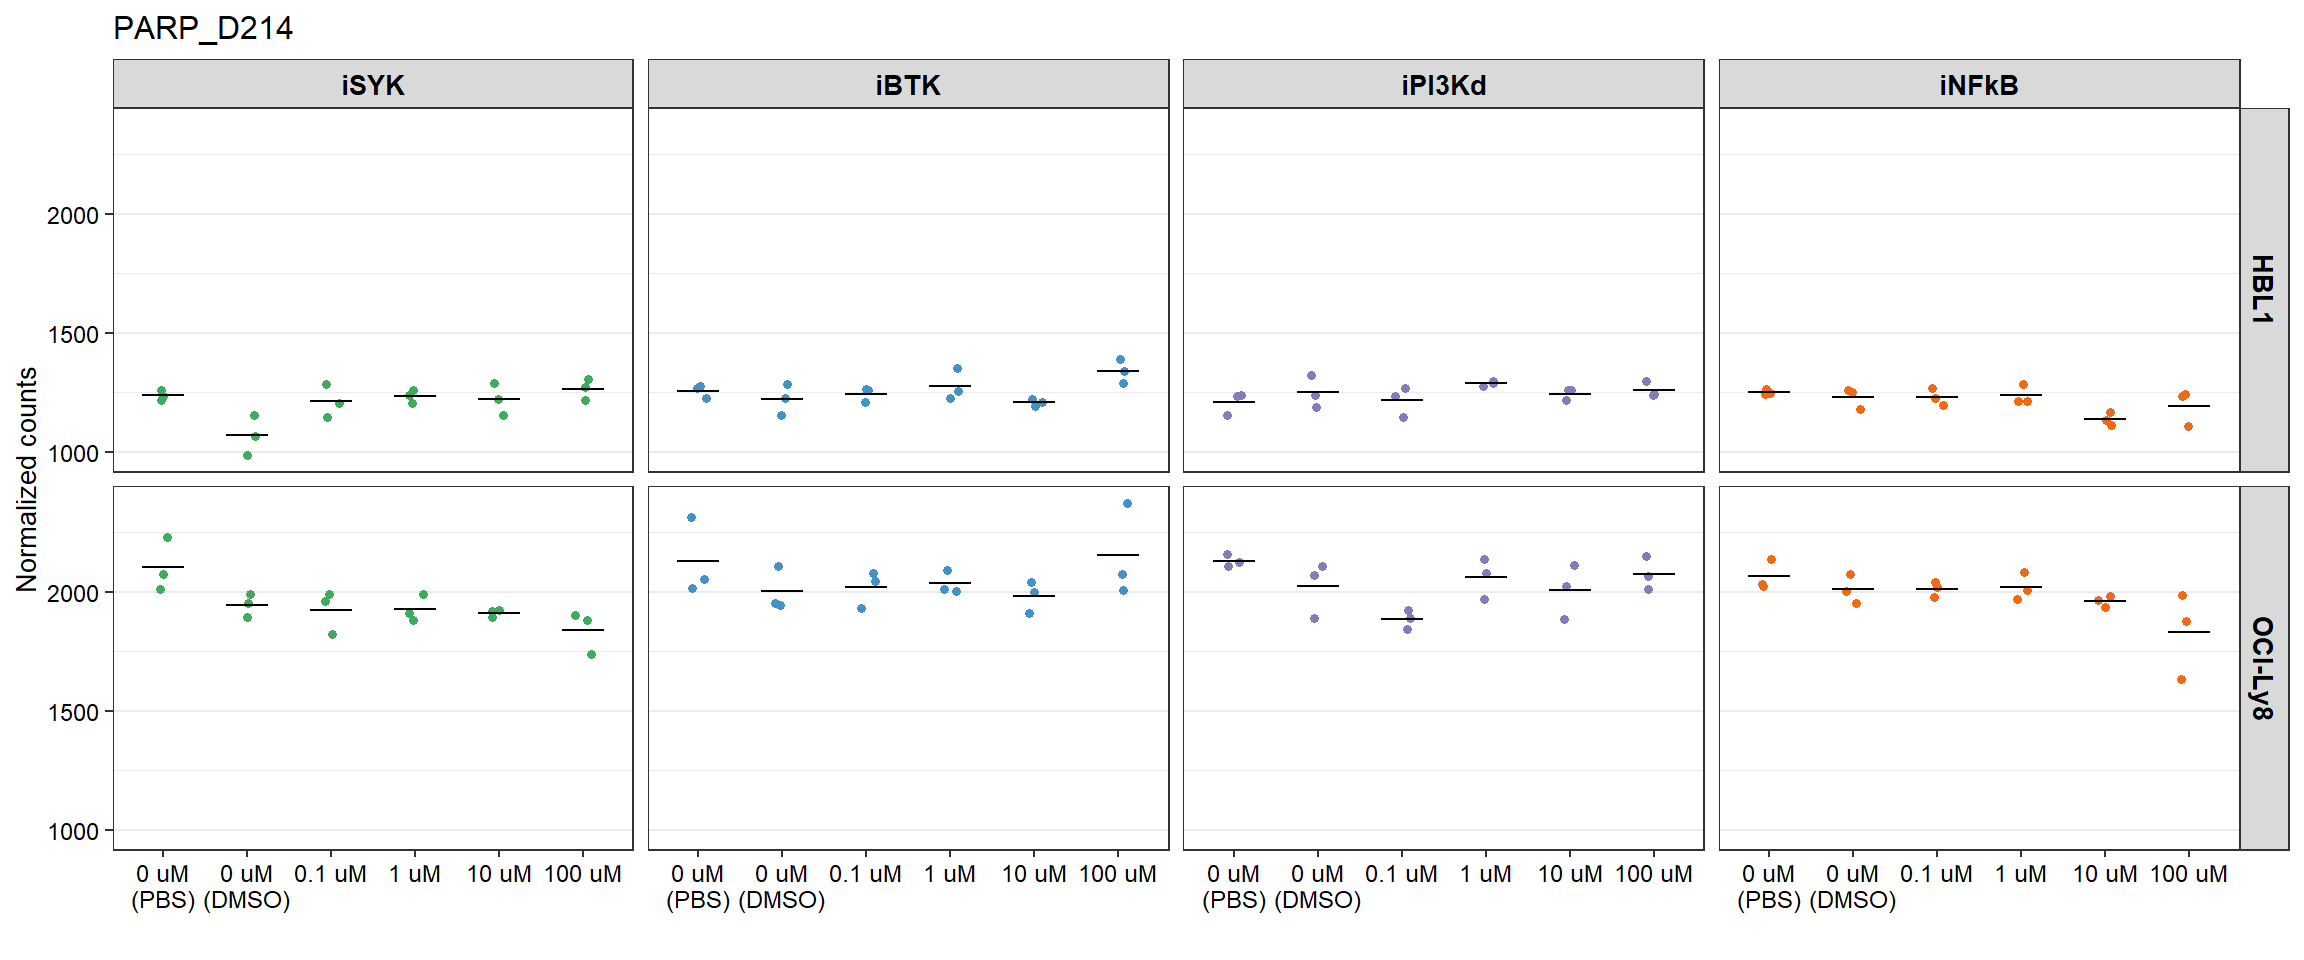 PARP_D214
iSYK iBTK iPI3Kd iNFkB
Normalized counts
2000
1500
1000
HBL1
2000
1500
1000
OCI-Ly8
0 uM 0 uM 0.1 uM 1 uM 10 uM 100 uM 0 uM 0 uM 0.1 uM 1 uM 10 uM 100 uM 0 uM 0 uM 0.1 uM 1 uM 10 uM 100 uM 0 uM 0 uM 0.1 uM 1 uM 10 uM 100 uM
(PBS) (DMSO) (PBS) (DMSO) (PBS) (DMSO) (PBS) (DMSO)